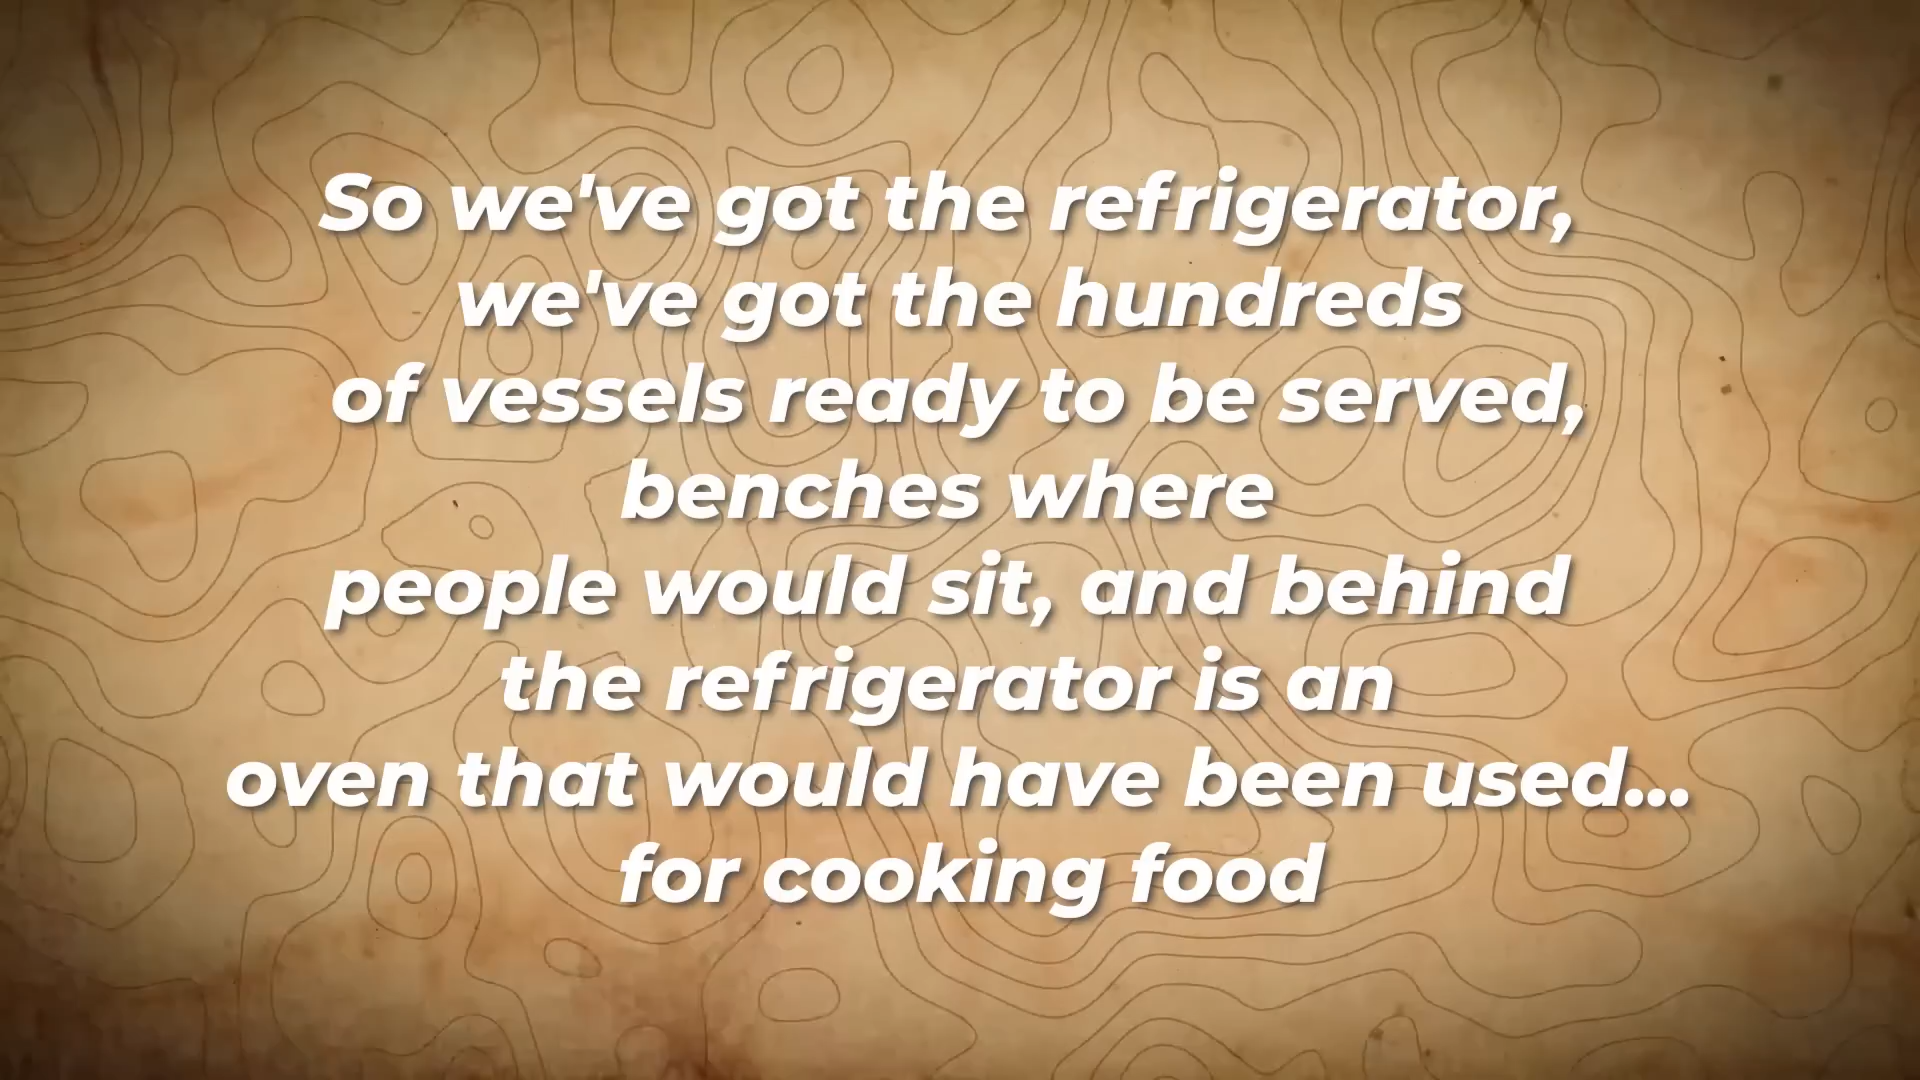 So we've got the refrigerator,
we've got the hundreds
of vessels ready to be served,
benches where
people would sit, and behind
the refrigerator is an
oven that would have been used...
for cooking food